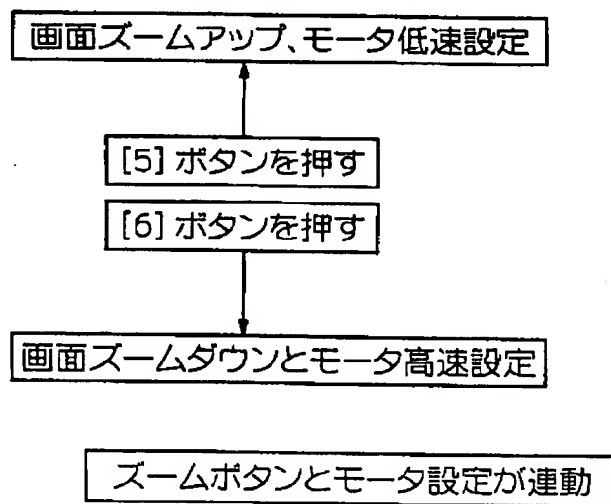 画面ズームアップ、モータ低速設定
[5] ボタンを押す
[6] ボタンを押す
画面ズームダウンとモータ高速設定
ズームボタンとモータ設定が連動